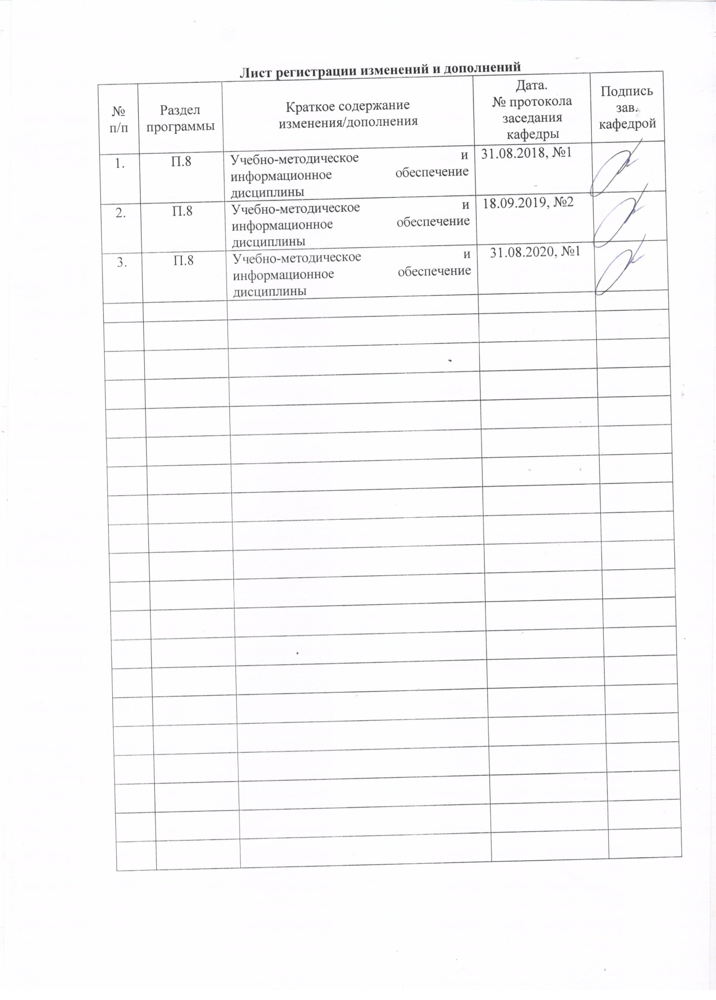 Лист регистрации изменений и дополнений
№
п/п
Раздел
программы
Краткое содержание
изменения/дополнения
Дата.
№ протокола
заседания
кафедры
Подпись
зав.
кафедрой
1.
П.8
Учебно-методическое и
информационное обеспечение
дисциплины
31.08.2018, №1
2.
П.8
Учебно-методическое и
информационное обеспечение
дисциплины
18.09.2019, №2
3.
П.8
Учебно-методическое и
информационное обеспечение
дисциплины
31.08.2020, №1